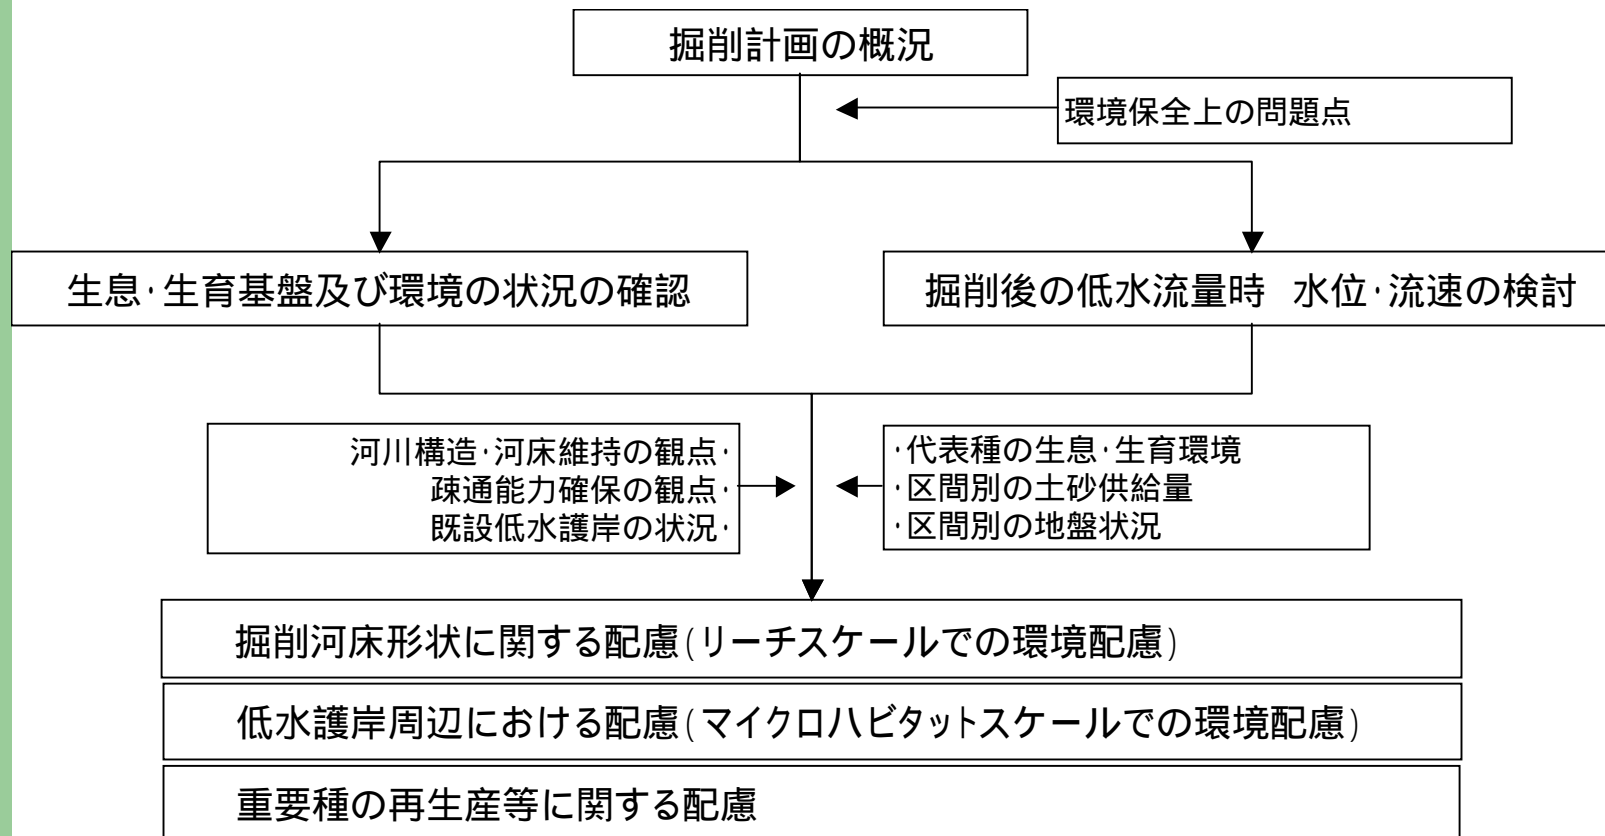 掘削計画の概況
環境保全上の問題点
生息･生育基盤及び環境の状況の確認
掘削後の低水流量時　水位･流速の検討
河川構造･河床維持の観点･
疎通能力確保の観点･
既設低水護岸の状況･
･代表種の生息･生育環境
･区間別の土砂供給量
･区間別の地盤状況
掘削河床形状に関する配慮(リーチスケールでの環境配慮)
低水護岸周辺における配慮(マイクロハビタットスケールでの環境配慮)
重要種の再生産等に関する配慮